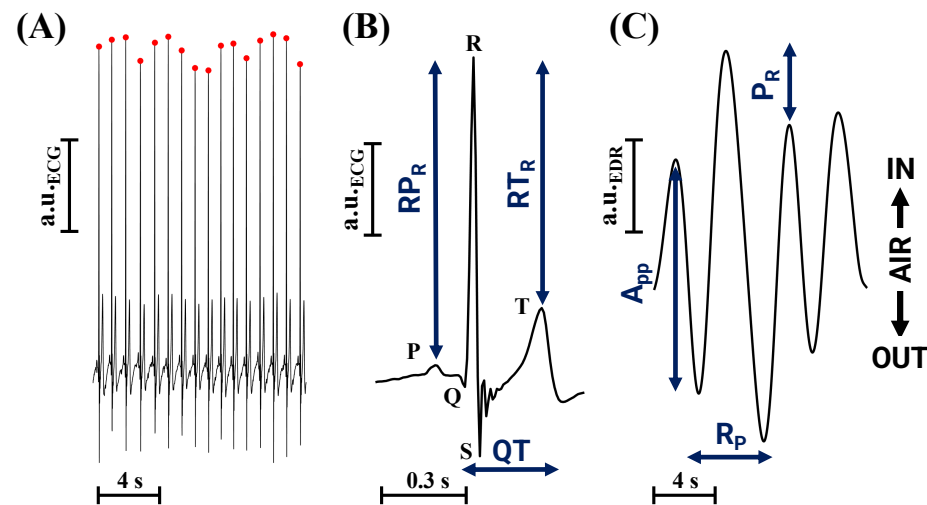 (A)
a.u.ECG
4 s
(B)
R
a.u.ECG
RPR
RTR
P
T
Q
S
QT
0.3 s
(C)
PR
a.u.EDR
App
RP
4 s
IN
AIR
OUT